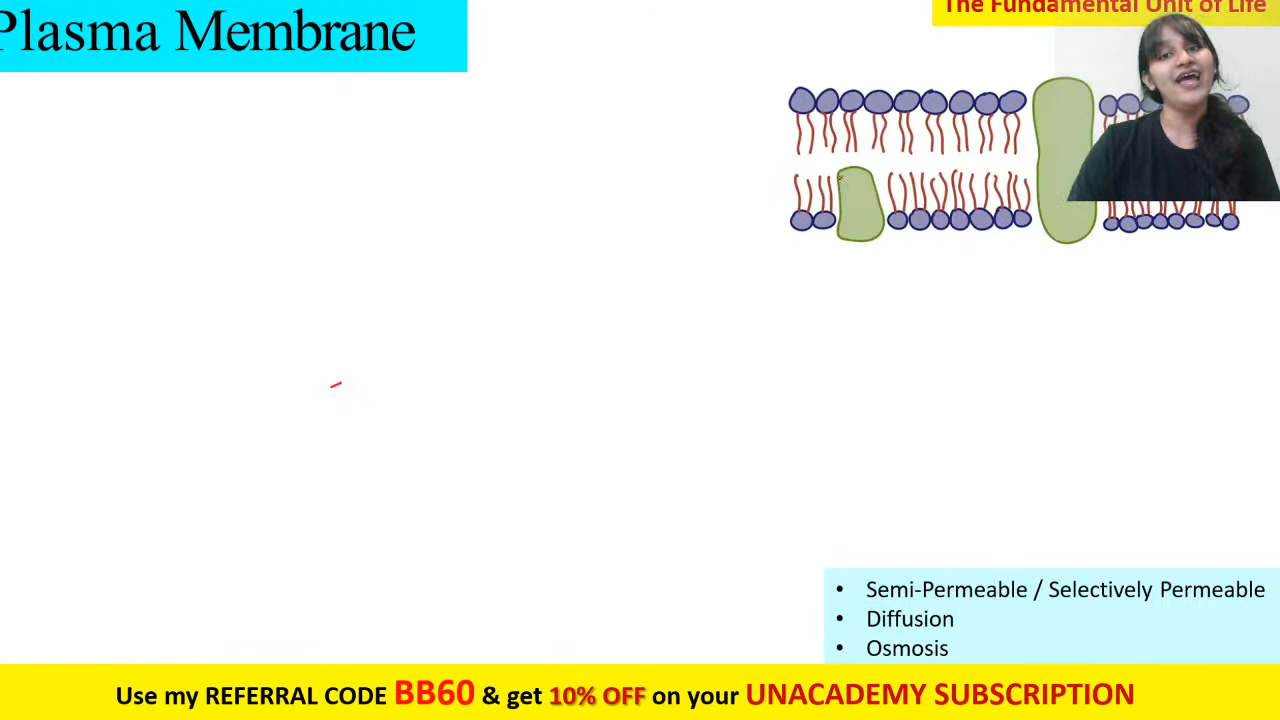 Plasma Membrane
The Fundamental Unit of Life
• Semi-Permeable / Selectively Permeable
• Diffusion
• Osmosis
Use my REFERRAL CODE BB60 & get 10% OFF on your UNACADEMY SUBSCRIPTION